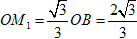 OM₁ = √3/3 OB = 2√3/3